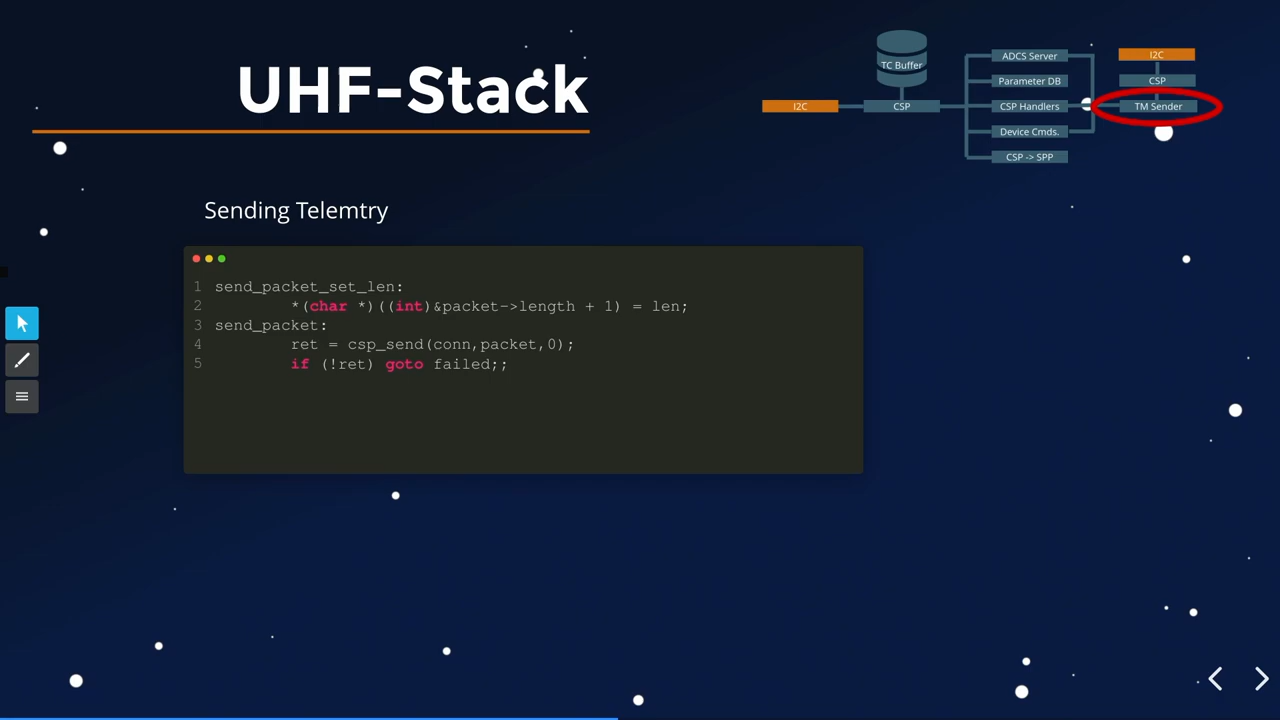 UHF-Stack
I2C
TC Buffer
CSP
ADCS Server
Parameter DB
CSP Handlers
Device Cmds.
CSP -> SPP
I2C
CSP
TM Sender
Sending Telemtry
1 send_packet_set_len:
2 *(char *)((int)&packet->length + 1) = len;
3 send_packet:
4 ret = csp_send(conn,packet,0);
5 if (!ret) goto failed;;